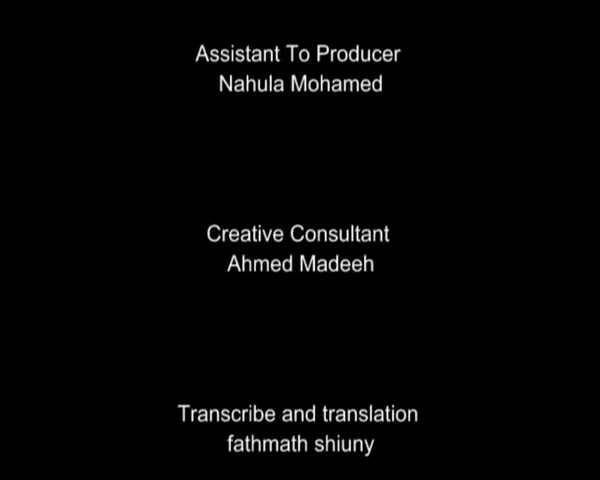 Assistant To Producer
Nahula Mohamed
Creative Consultant
Ahmed Madeeh
Transcribe and translation
fathmath shiuny